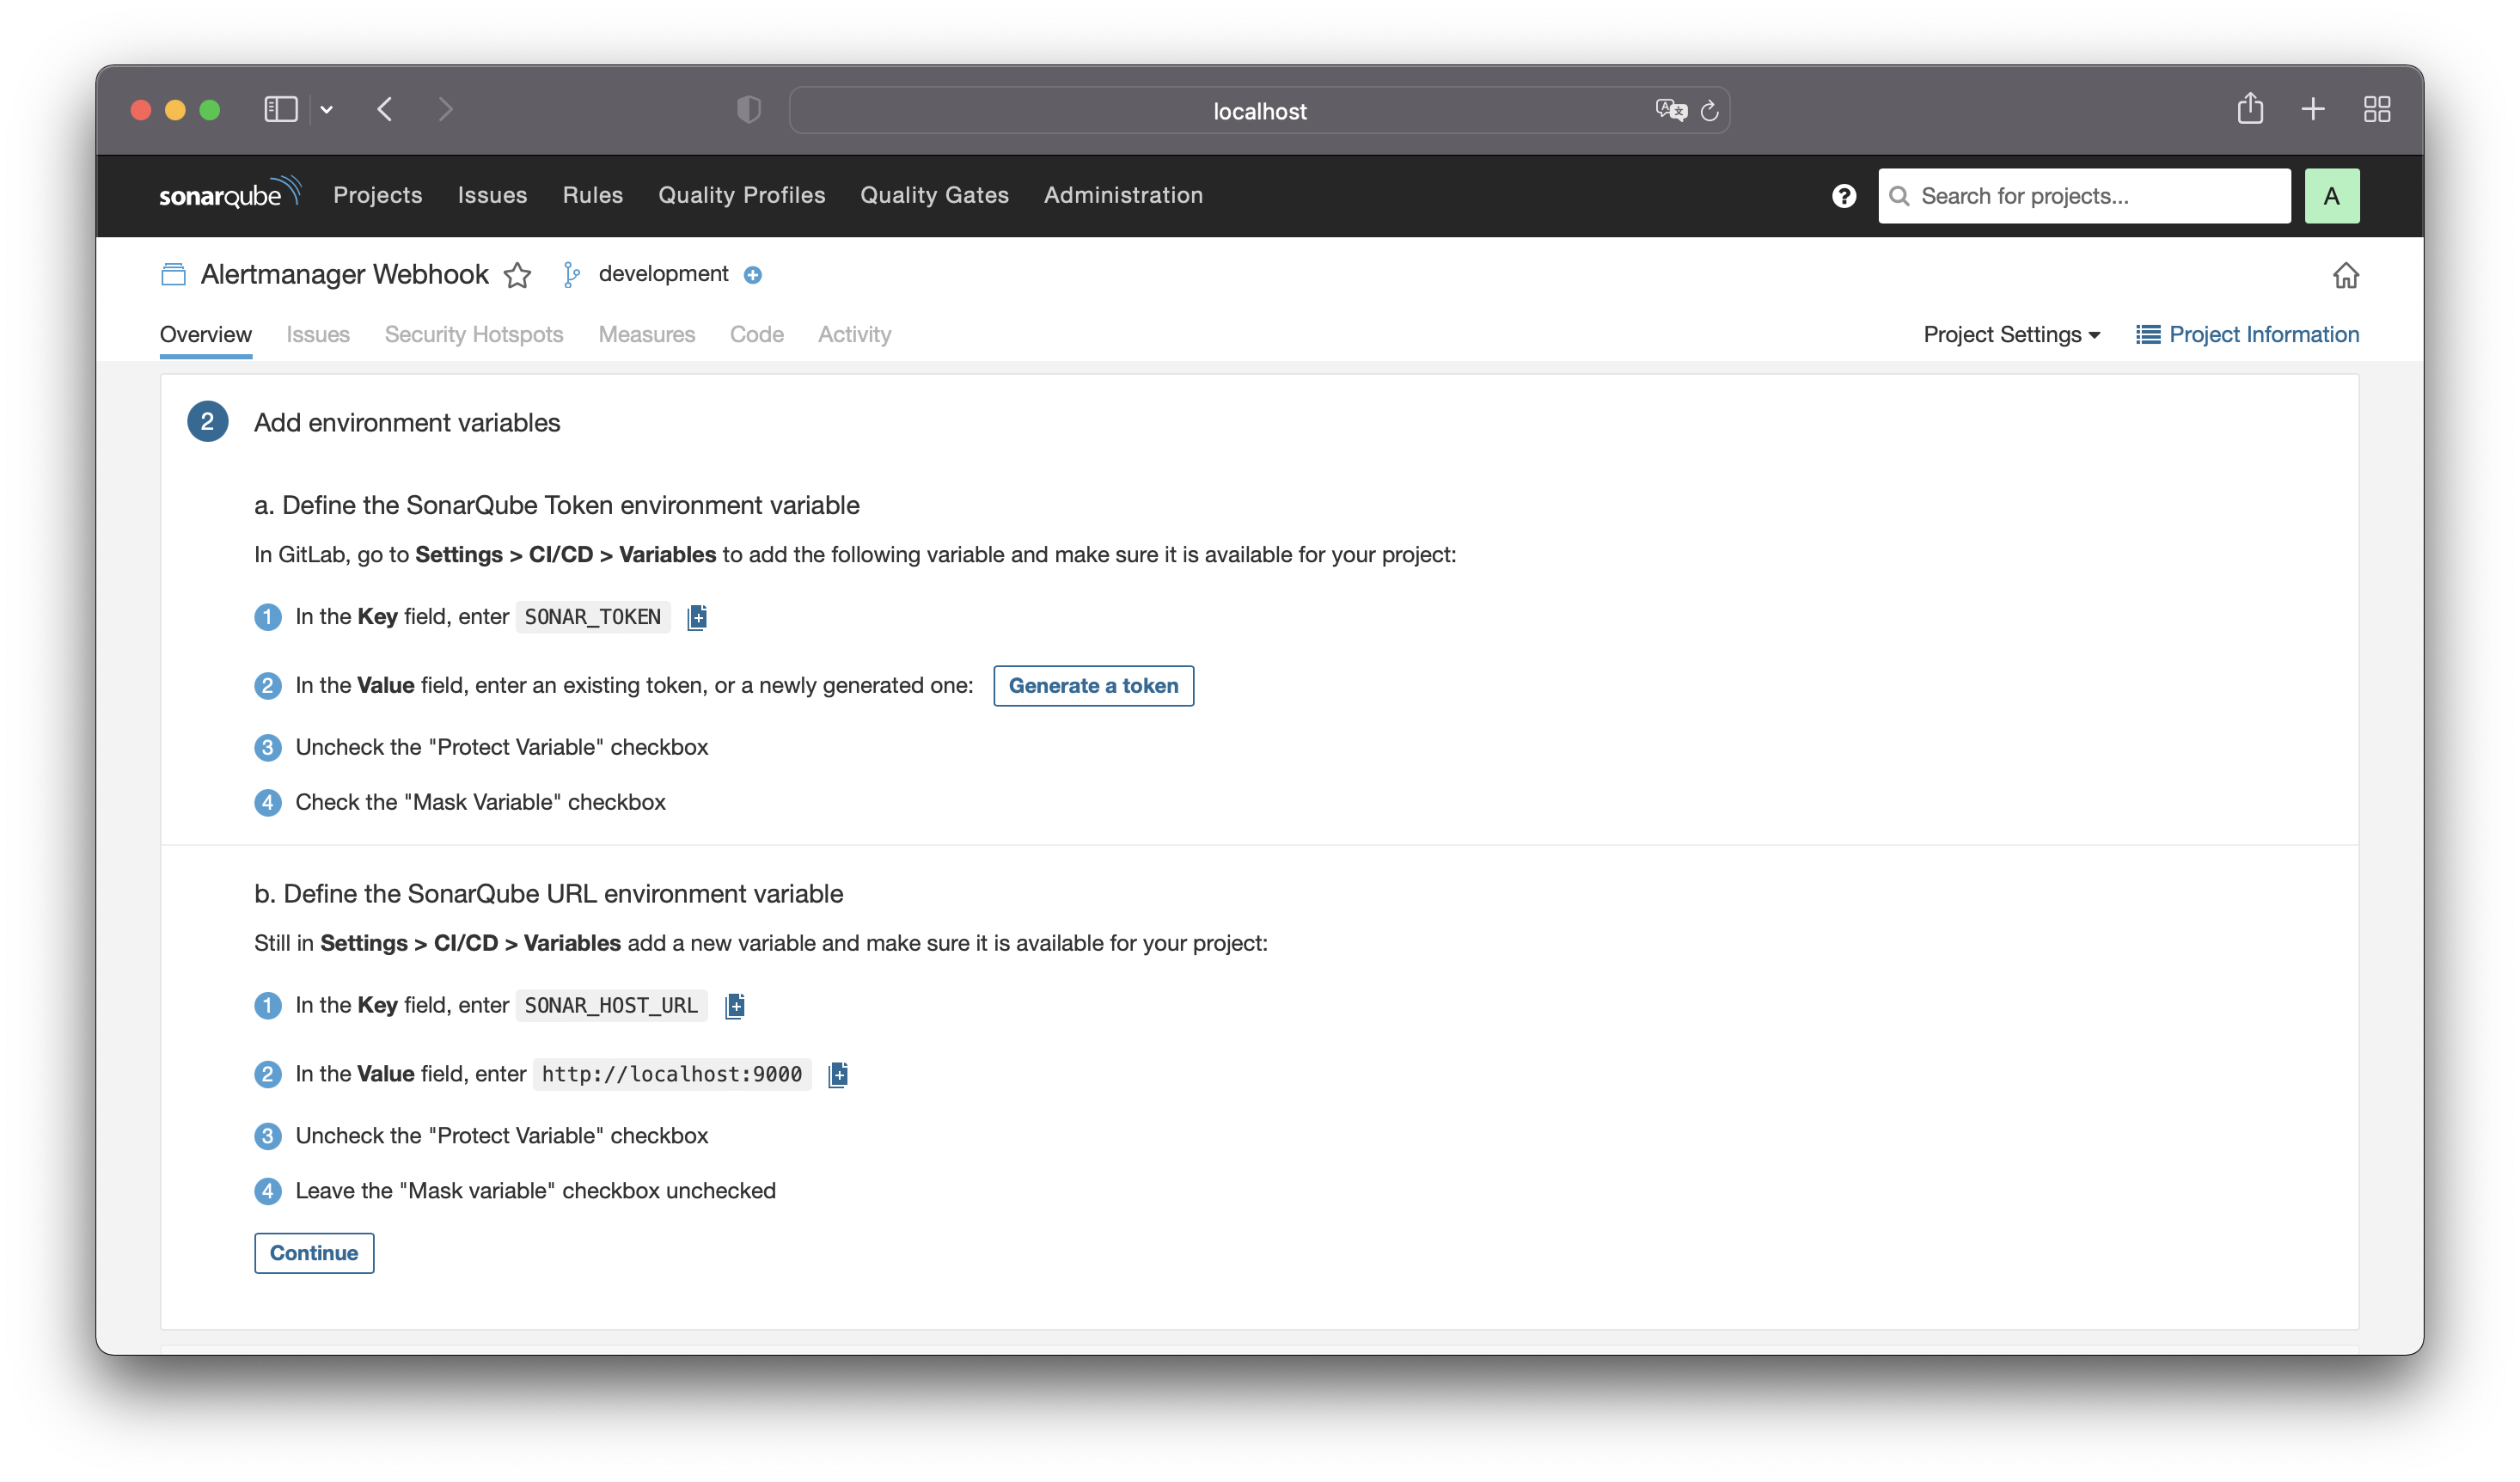 localhost
sonarqube Projects Issues Rules Quality Profiles Quality Gates Administration ? Search for projects... A
Alertmanager Webhook development
Overview Issues Security Hotspots Measures Code Activity Project Settings Project Information
2 Add environment variables
a. Define the SonarQube Token environment variable
In GitLab, go to Settings > CI/CD > Variables to add the following variable and make sure it is available for your project:
1 In the Key field, enter SONAR_TOKEN
2 In the Value field, enter an existing token, or a newly generated one: Generate a token
3 Uncheck the "Protect Variable" checkbox
4 Check the "Mask Variable" checkbox
b. Define the SonarQube URL environment variable
Still in Settings > CI/CD > Variables add a new variable and make sure it is available for your project:
1 In the Key field, enter SONAR_HOST_URL
2 In the Value field, enter http://localhost:9000
3 Uncheck the "Protect Variable" checkbox
4 Leave the "Mask variable" checkbox unchecked
Continue